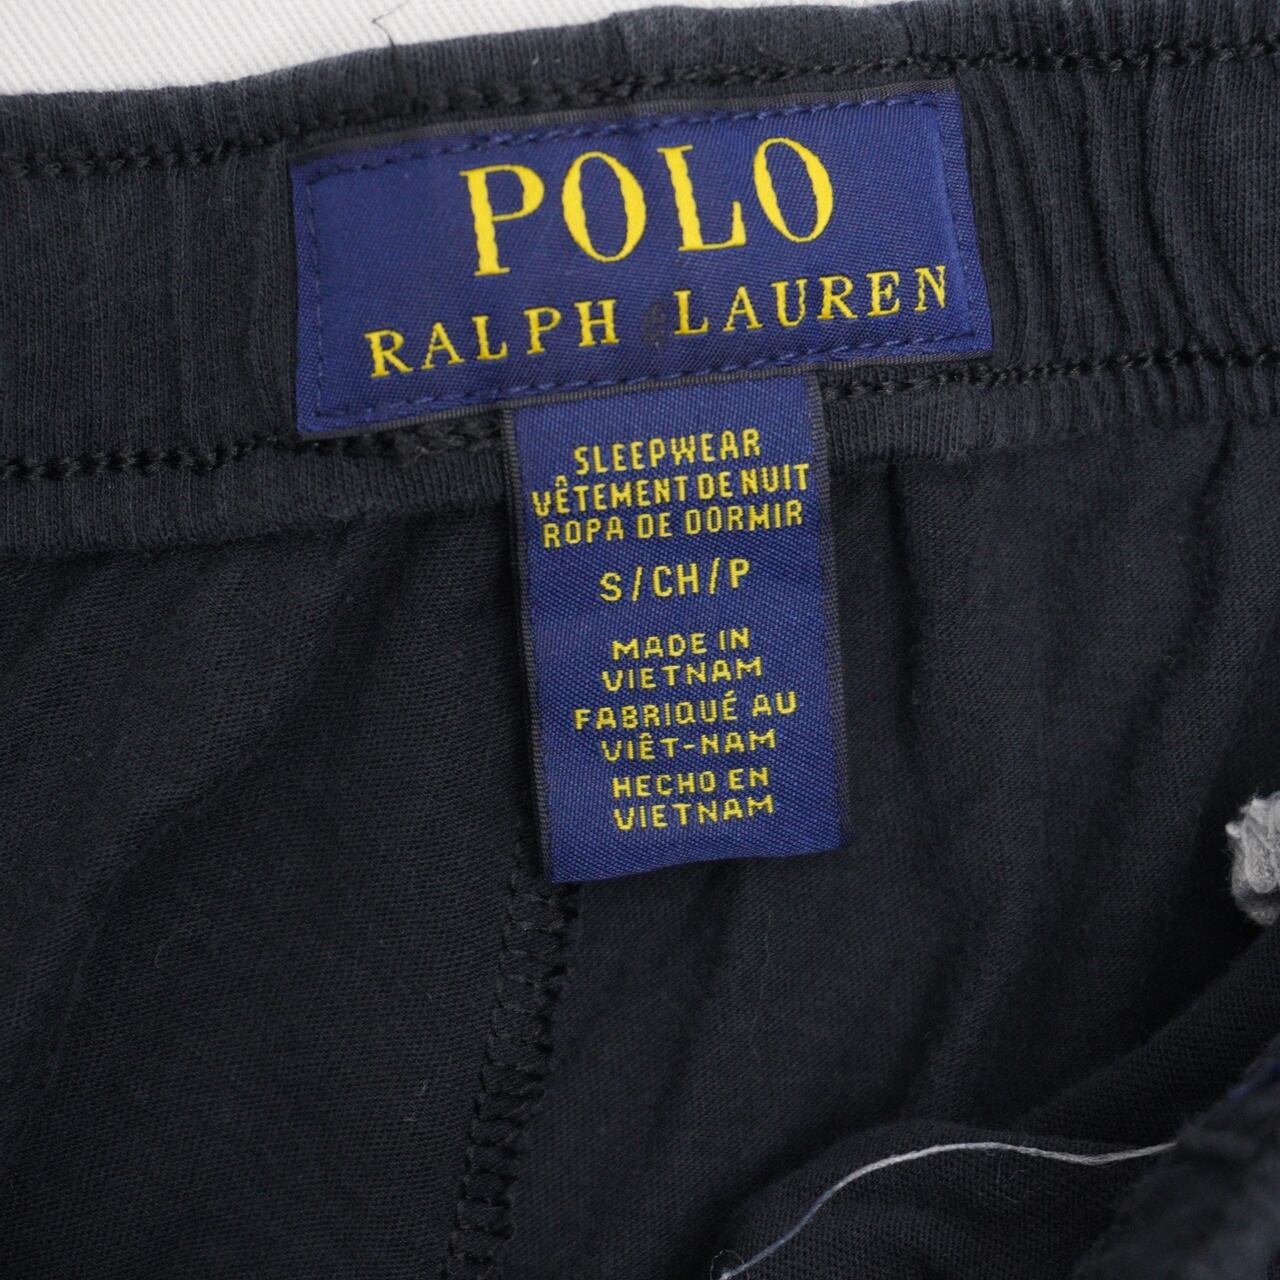 POLO
RALPH LAUREN
SLEEPWEAR
VÊTEMENT DE NUIT
ROPA DE DORMIR
S/CH/P
MADE IN
VIETNAM
FABRIQUÉ AU
VIÊT-NAM
HECHO EN
VIETNAM